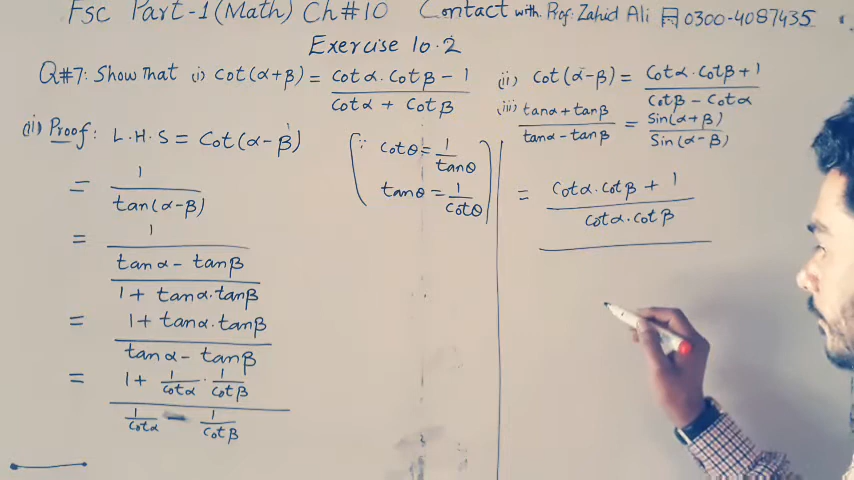 Fsc Part-1 (Math) Ch#10 Contact with Prof: Zahid Ali 0300-4087435
Exercise 10.2
Q#7: Show that (i) Cot(α+β) = (Cotα.Cotβ - 1) / (Cotα + Cotβ)
(ii) Cot(α-β) = (Cotα.Cotβ + 1) / (Cotβ - Cotα)
(iii) (tanα + tanβ) / (tanα - tanβ) = Sin(α+β) / Sin(α-β)
(ii) Proof: L.H.S = Cot(α-β)
= 1 / tan(α-β)
= 1 / ((tanα - tanβ) / (1 + tanα.tanβ))
= (1 + tanα.tanβ) / (tanα - tanβ)
= (1 + 1/Cotα . 1/Cotβ) / (1/Cotα - 1/Cotβ)
(∵ Cotθ = 1/tanθ
tanθ = 1/Cotθ)
= (Cotα.Cotβ + 1) / (Cotα.Cotβ)